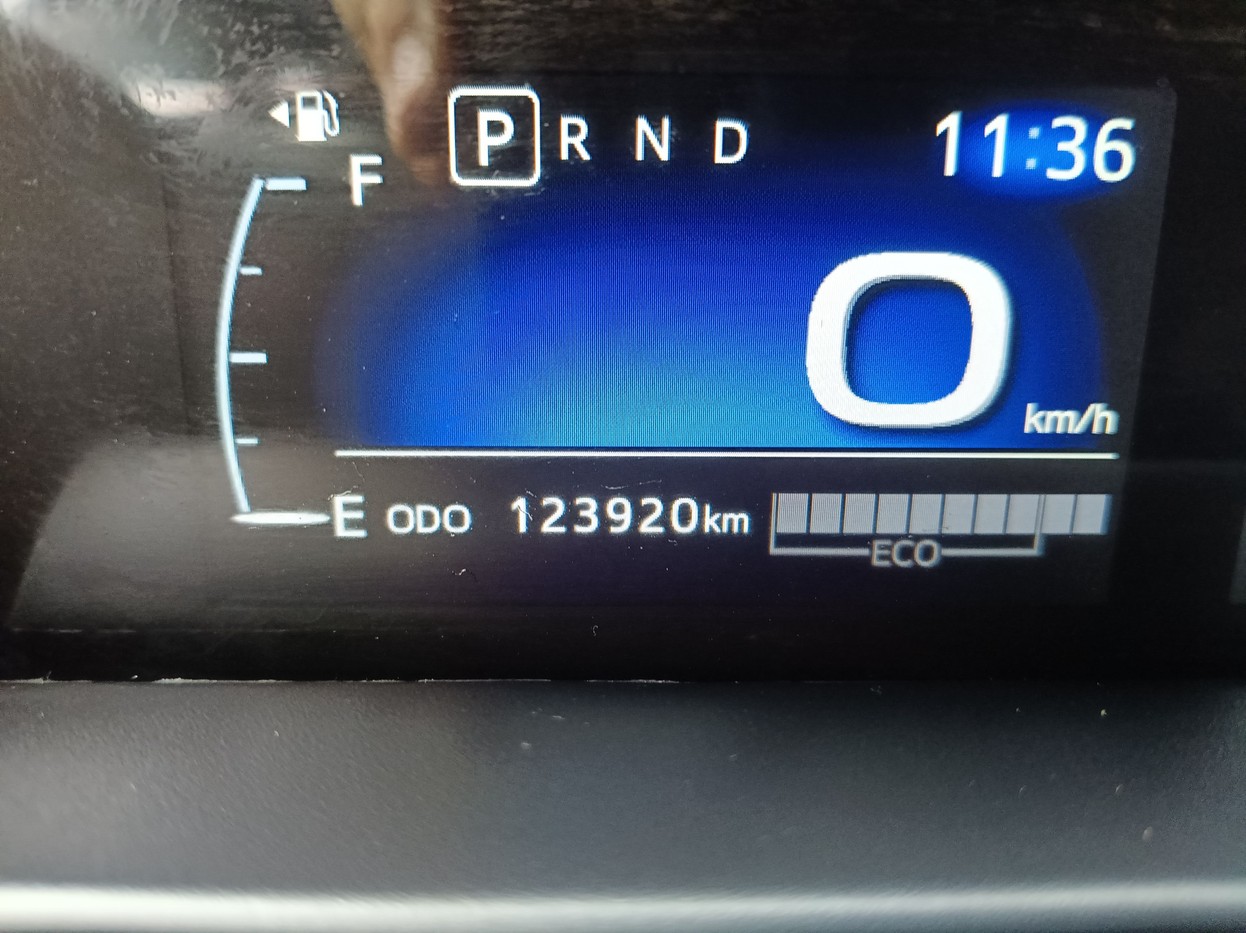 P R N D 11:36
F
0 km/h
E ODO 123920km
ECO